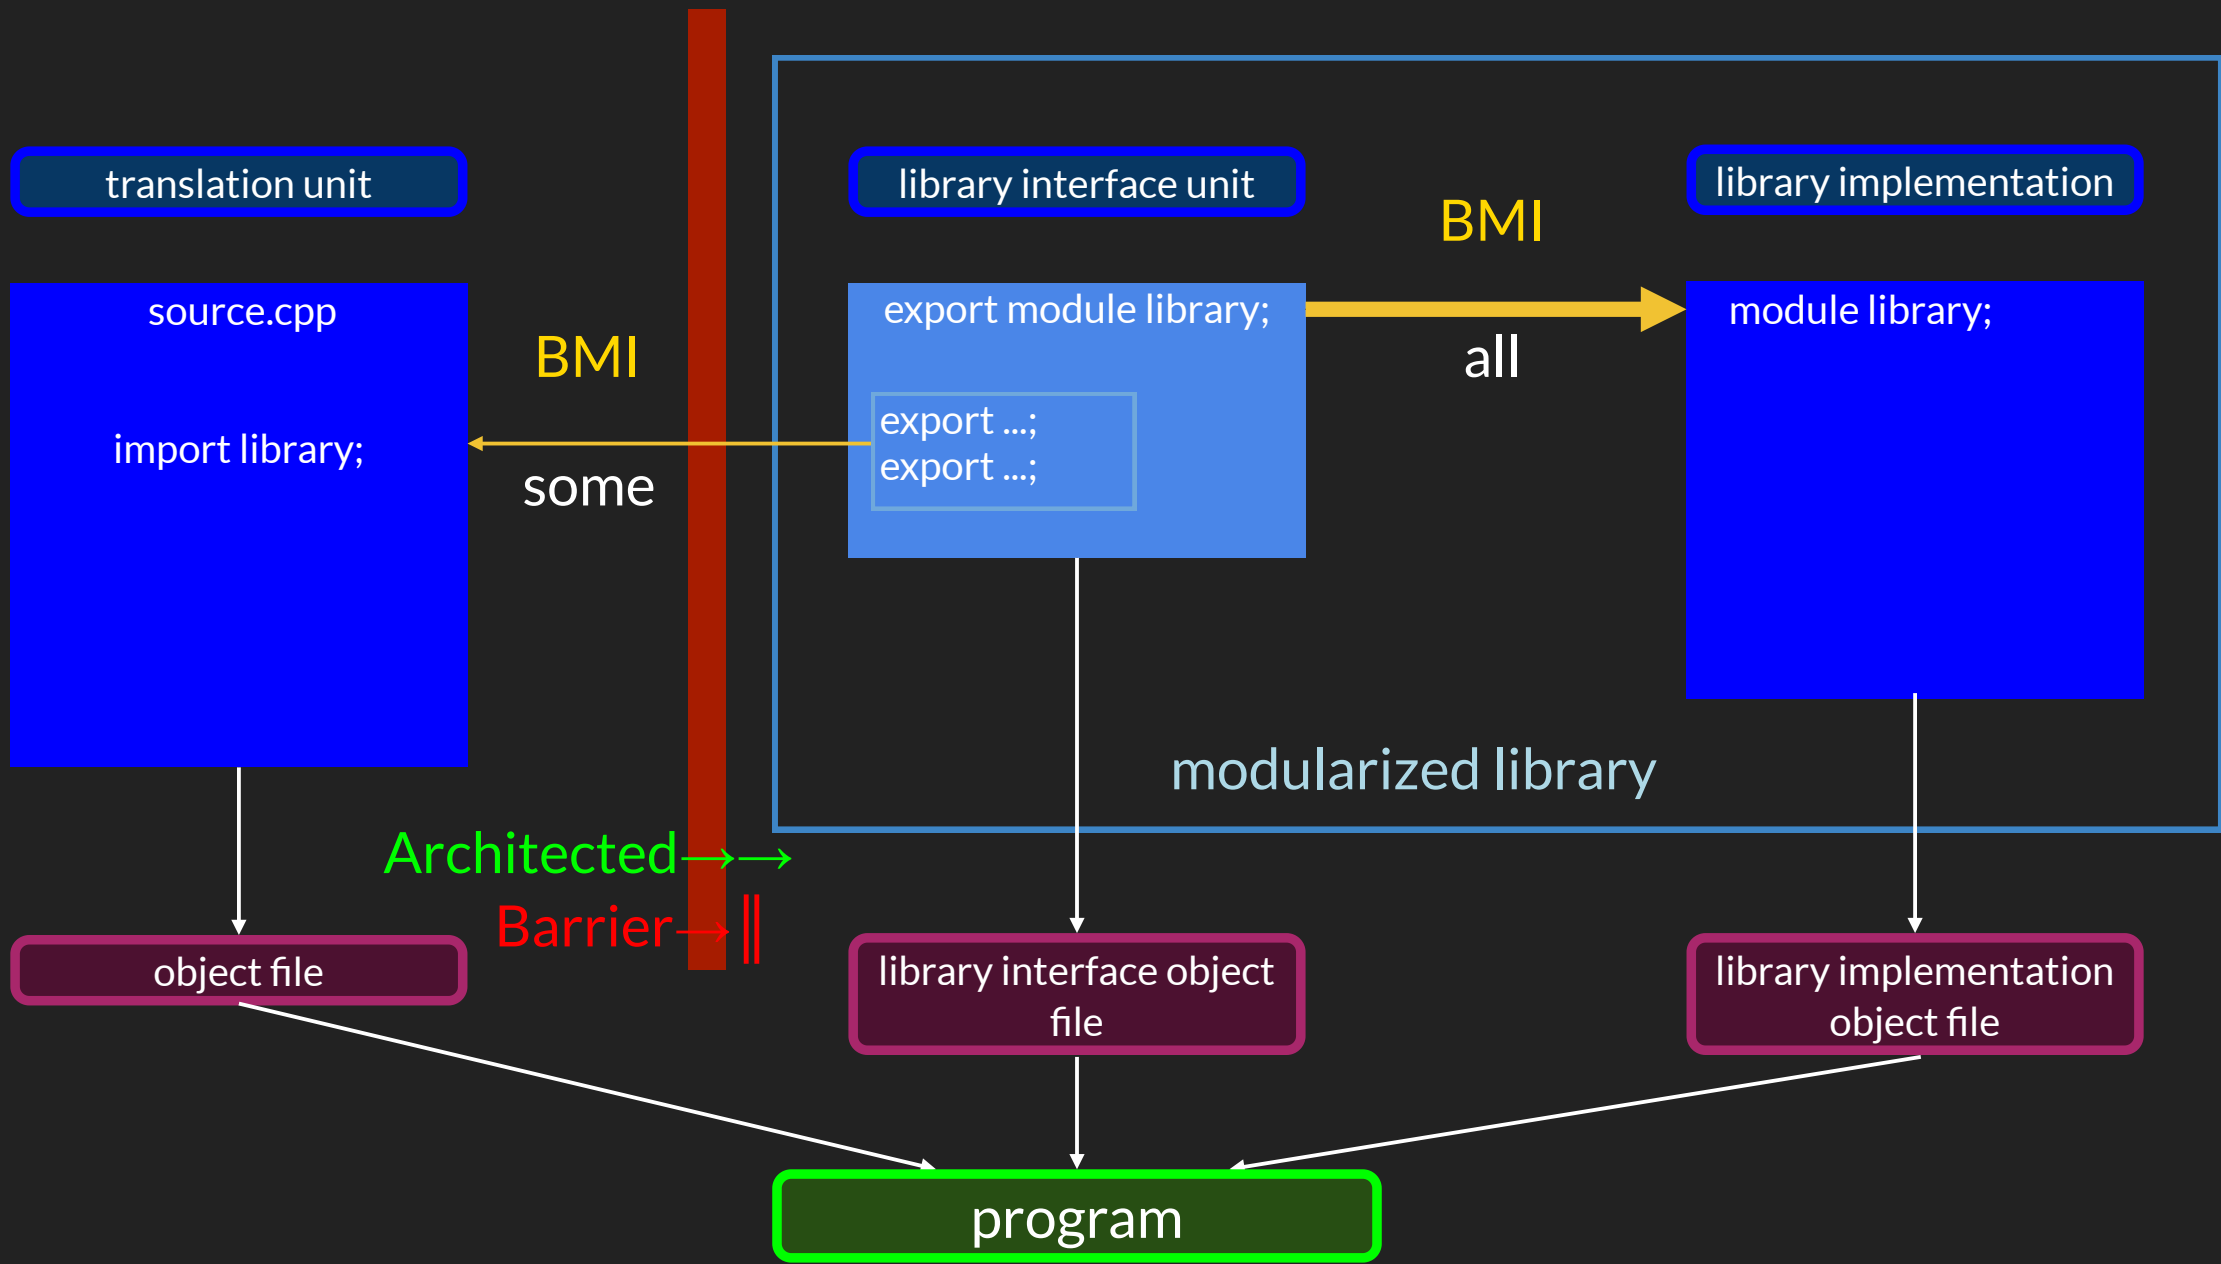 translation unit
library interface unit
library implementation
BMI
source.cpp
export module library;
module library;
BMI
all
export ...;
import library;
export ...;
some
modularized library
Architected→→
Barrier→||
object file
library interface object
file
library implementation
object file
program